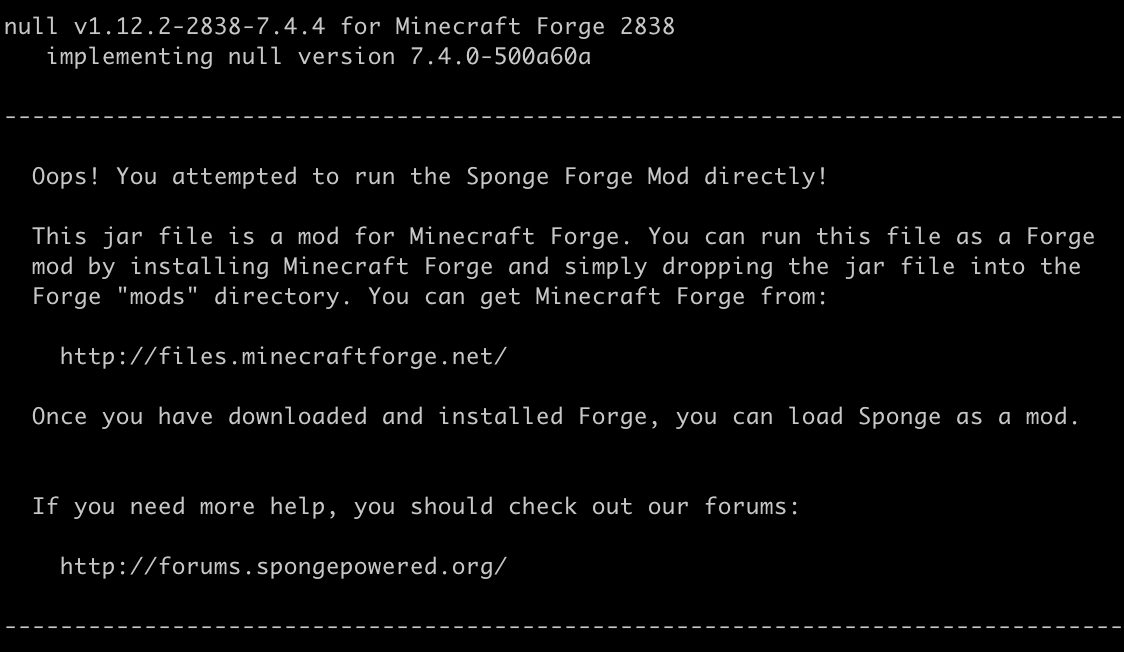 null v1.12.2-2838-7.4.4 for Minecraft Forge 2838
implementing null version 7.4.0-500a60a
--------------------------------------------------------------------------------
Oops! You attempted to run the Sponge Forge Mod directly!
This jar file is a mod for Minecraft Forge. You can run this file as a Forge
mod by installing Minecraft Forge and simply dropping the jar file into the
Forge "mods" directory. You can get Minecraft Forge from:
http://files.minecraftforge.net/
Once you have downloaded and installed Forge, you can load Sponge as a mod.
If you need more help, you should check out our forums:
http://forums.spongepowered.org/
--------------------------------------------------------------------------------